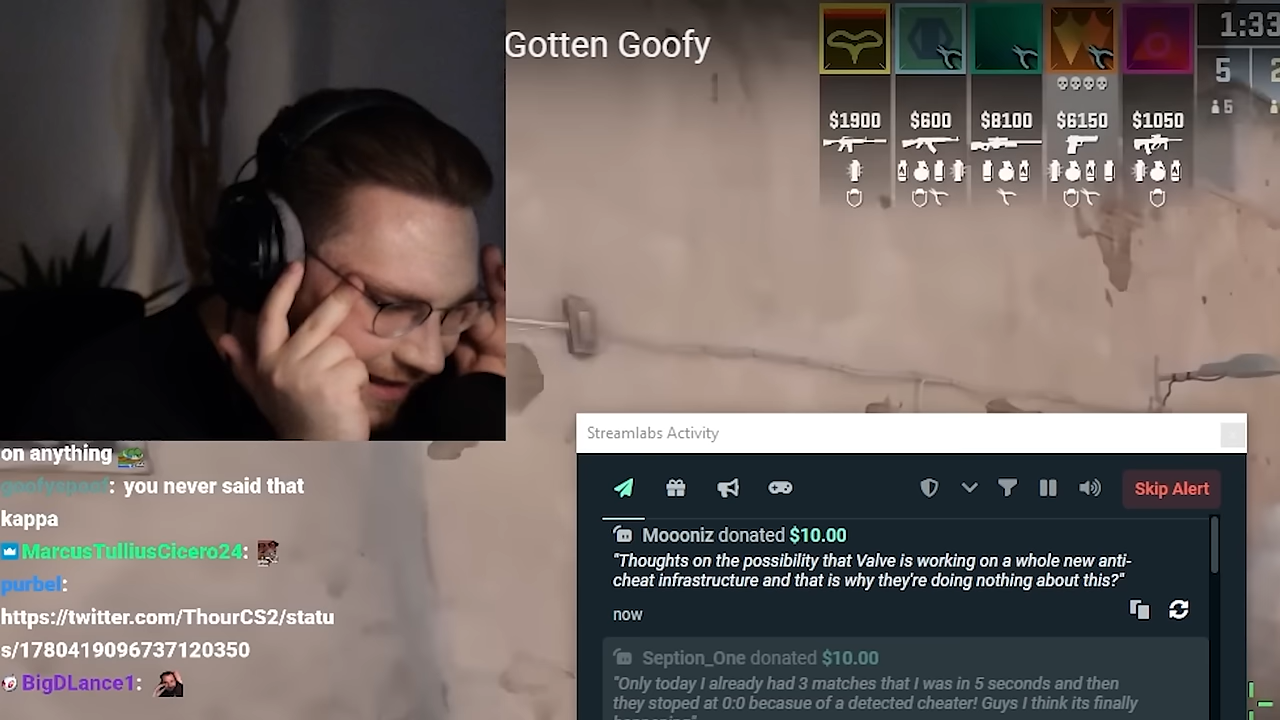 Gotten Goofy
1:33
5
5
$1900
$600
$8100
$6150
$1050
on anything
goofyspoof: you never said that
kappa
MarcusTulliusCicero24:
purbel:
https://twitter.com/ThourCS2/statu
s/1780419096737120350
BigDLance1:
Streamlabs Activity
Skip Alert
Moooniz donated $10.00
"Thoughts on the possibility that Valve is working on a whole new anti-
cheat infrastructure and that is why they're doing nothing about this?"
now
Seption_One donated $10.00
"Only today I already had 3 matches that I was in 5 seconds and then
they stoped at 0:0 becasue of a detected cheater! Guys I think its finally